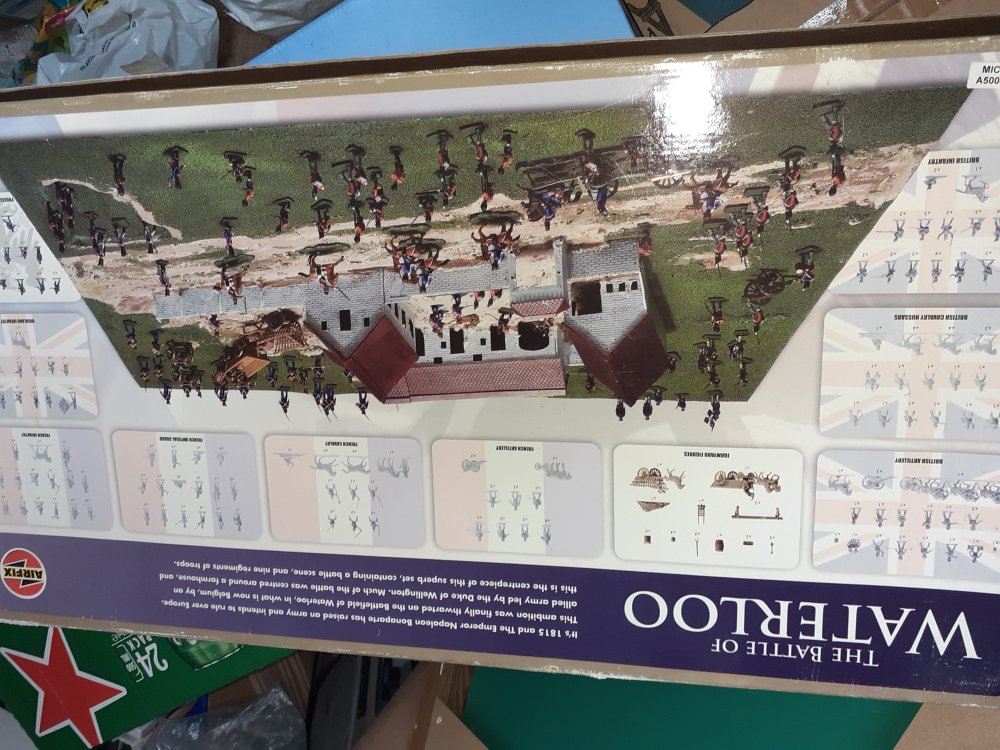 THE BATTLE OF
WATERLOO
It's 1815 and The Emperor Napoleon Bonaparte has raised an army and intends to rule over Europe.
This ambition was finally thwarted on the Battlefield of Waterloo, in what is now Belgium, by an
allied army led by the Duke of Wellington. Much of the battle was centred around a farmhouse, and
this is the centrepiece of this superb set, containing a battle scene, and nine regiments of troops.
AIRFIX
BRITISH ARTILLERY
FARMYARD FIGURES
FRENCH ARTILLERY
FRENCH CAVALRY
FRENCH IMPERIAL GUARD
FRENCH INFANTRY
BRITISH CAVALRY HUSSARS
HIGHLAND INFANTRY
BRITISH INFANTRY
MIC
A500
24
PACK